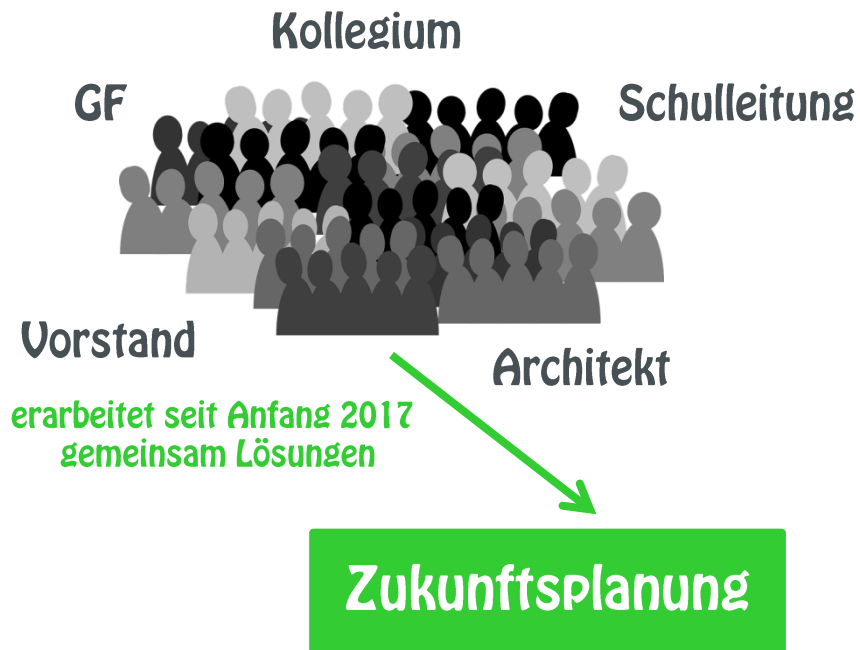 Kollegium
GF
Schulleitung
Vorstand
Architekt
erarbeitet seit Anfang 2017
gemeinsam Lösungen
Zukunftsplanung